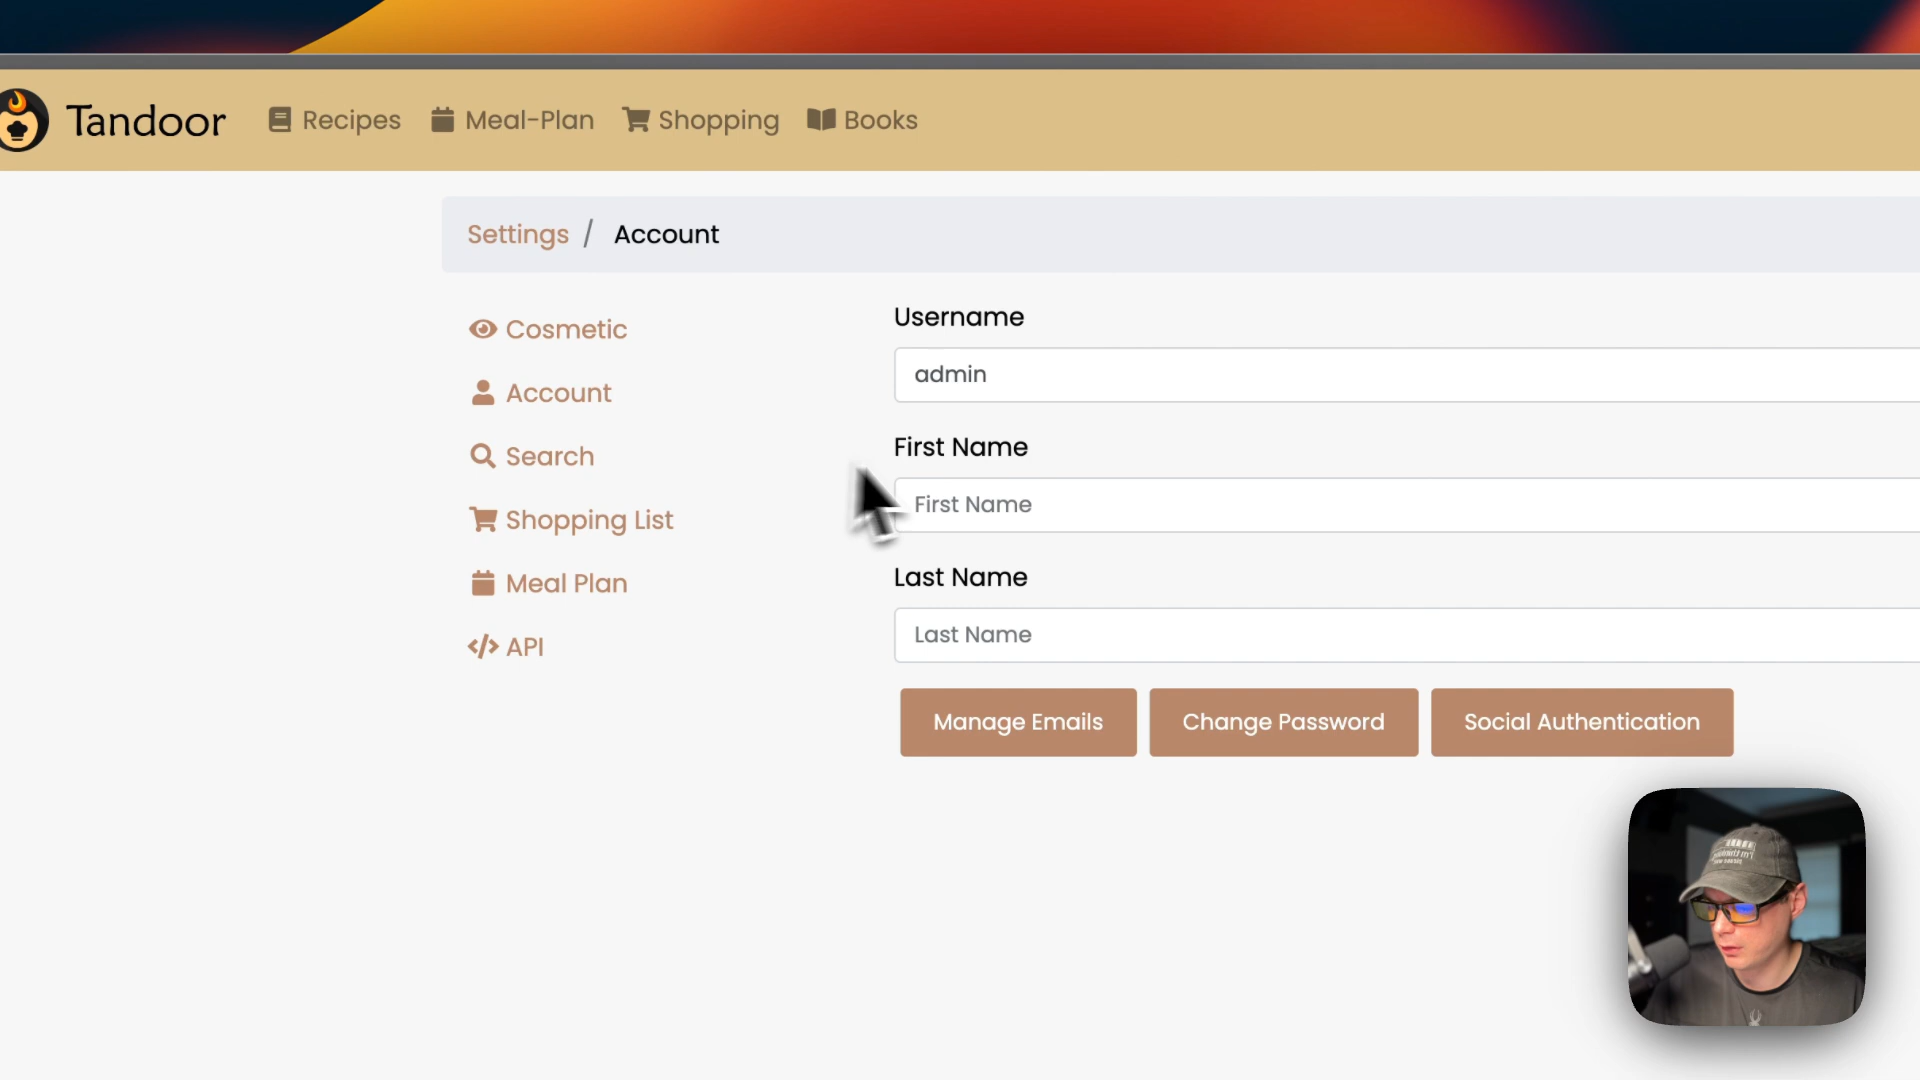 Tandoor Recipes Meal-Plan Shopping Books
Settings / Account
Cosmetic
Account
Search
Shopping List
Meal Plan
API
Username
admin
First Name
First Name
Last Name
Last Name
Manage Emails Change Password Social Authentication